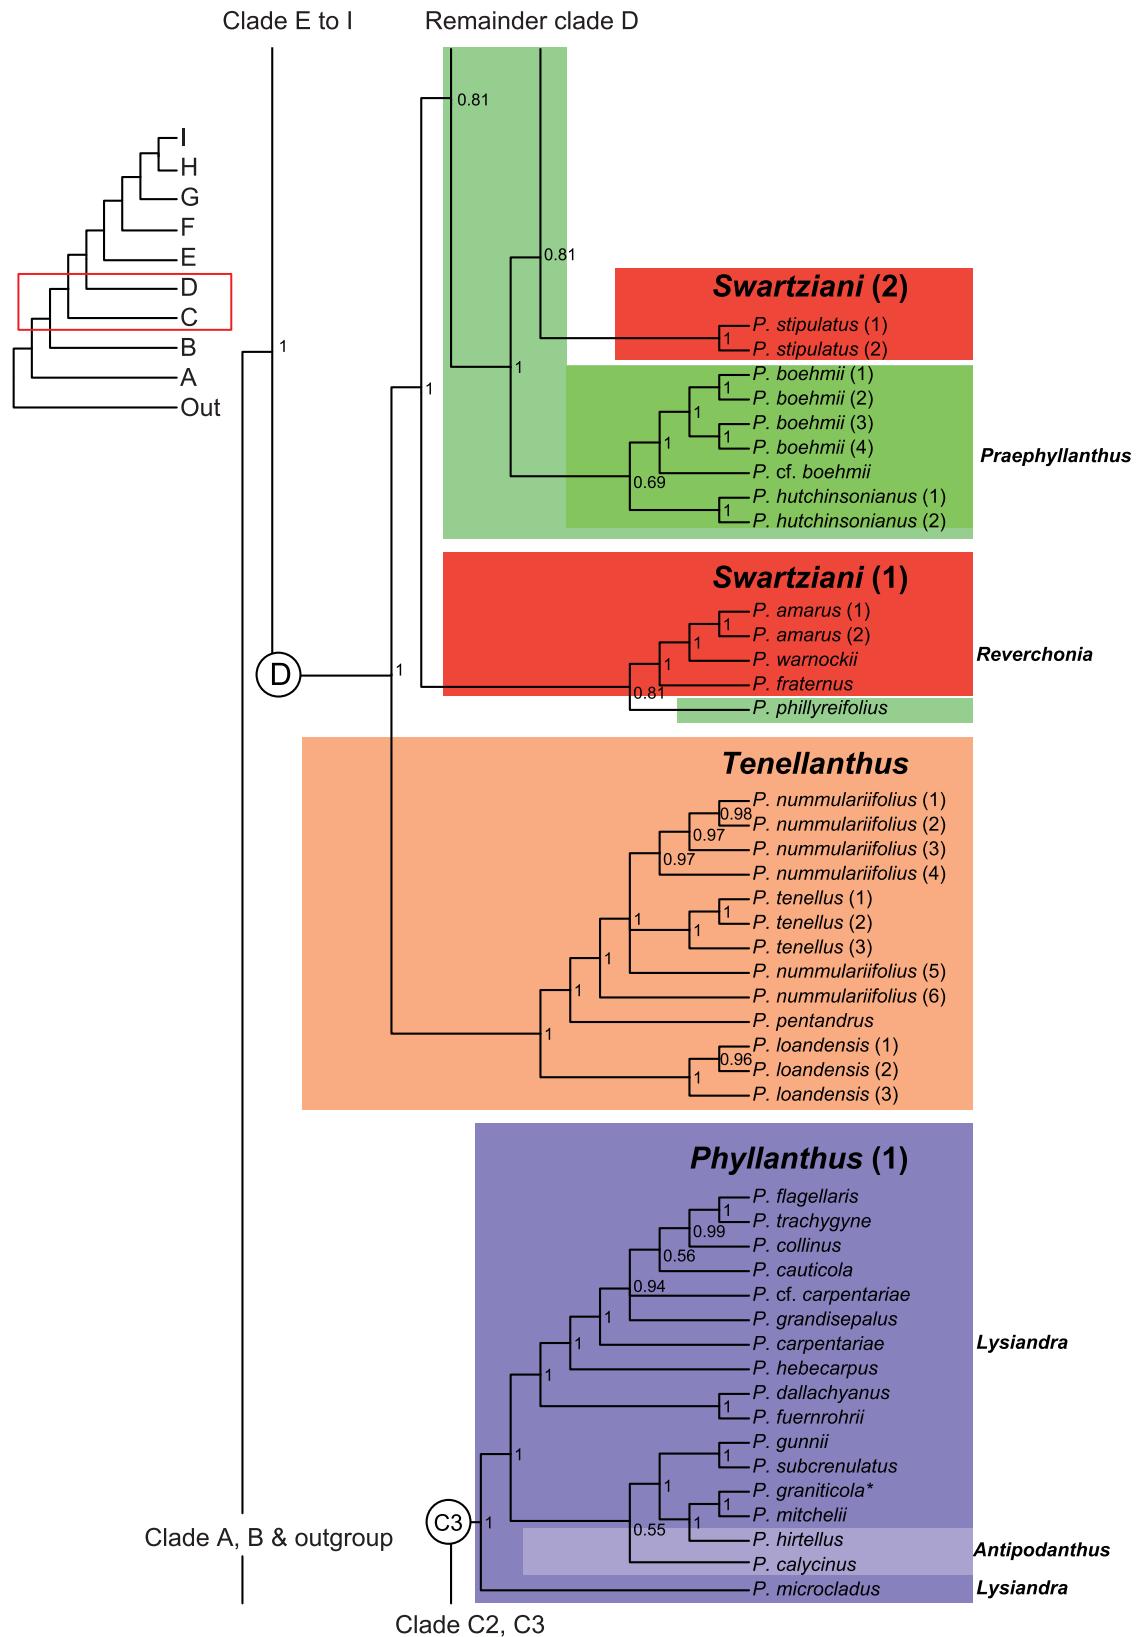 Clade E to I
Remainder clade D
I
H
G
F
E
D
C
B
A
Out
1
0.81
0.81
Swartziani (2)
P. stipulatus (1)
1
P. stipulatus (2)
1
P. boehmii (1)
1
P. boehmii (2)
1
P. boehmii (3)
1
P. boehmii (4)
1
P. cf. boehmii
0.69
P. hutchinsonianus (1)
1
P. hutchinsonianus (2)
Praephyllanthus
1
Swartziani (1)
P. amarus (1)
1
P. amarus (2)
1
P. warnockii
1
P. fraternus
0.81
P. phillyreifolius
Reverchonia
D
1
Tenellanthus
P. nummulariifolius (1)
0.98
P. nummulariifolius (2)
0.97
P. nummulariifolius (3)
0.97
P. nummulariifolius (4)
P. tenellus (1)
1
P. tenellus (2)
1
1
P. tenellus (3)
1
P. nummulariifolius (5)
1
P. nummulariifolius (6)
P. pentandrus
1
P. loandensis (1)
0.96
P. loandensis (2)
1
P. loandensis (3)
Phyllanthus (1)
P. flagellaris
1
P. trachygyne
0.99
P. collinus
0.56
P. cauticola
0.94
P. cf. carpentariae
P. grandisepalus
1
P. carpentariae
1
P. hebecarpus
1
P. dallachyanus
1
P. fuernrohrii
Lysiandra
P. gunnii
1
P. subcrenulatus
1
1
P. graniticola*
1
P. mitchelii
1
0.55
P. hirtellus
P. calycinus
Antipodanthus
P. microcladus
Lysiandra
C3
1
Clade A, B & outgroup
Clade C2, C3